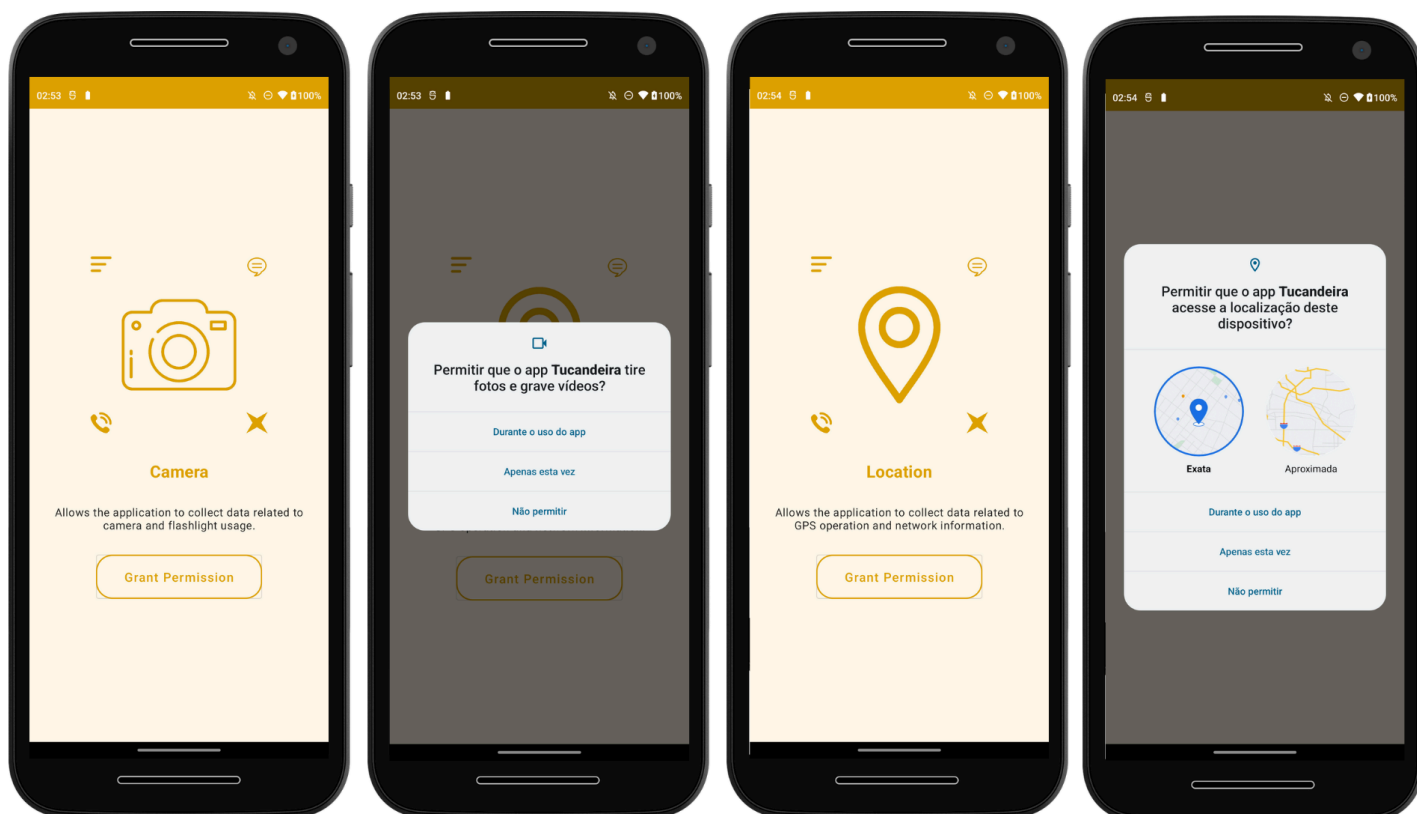 02:53
100%
Camera
Allows the application to collect data related to
camera and flashlight usage.
Grant Permission
02:53
100%
Permitir que o app Tucandeira tire
fotos e grave vídeos?
Durante o uso do app
Apenas esta vez
Não permitir
Grant Permission
02:54
100%
Location
Allows the application to collect data related to
GPS operation and network information.
Grant Permission
02:54
100%
Permitir que o app Tucandeira
acesse a localização deste
dispositivo?
Exata
Aproximada
Durante o uso do app
Apenas esta vez
Não permitir